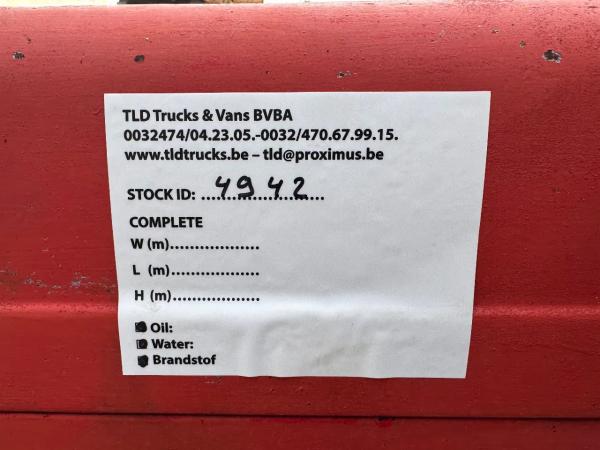 TLD Trucks & Vans BVBA
0032474/04.23.05.-0032/470.67.99.15.
www.tldtrucks.be – tld@proximus.be
STOCK ID: ...4942...
COMPLETE
W (m)....................
L (m)....................
H (m)....................
Oil:
Water:
Brandstof